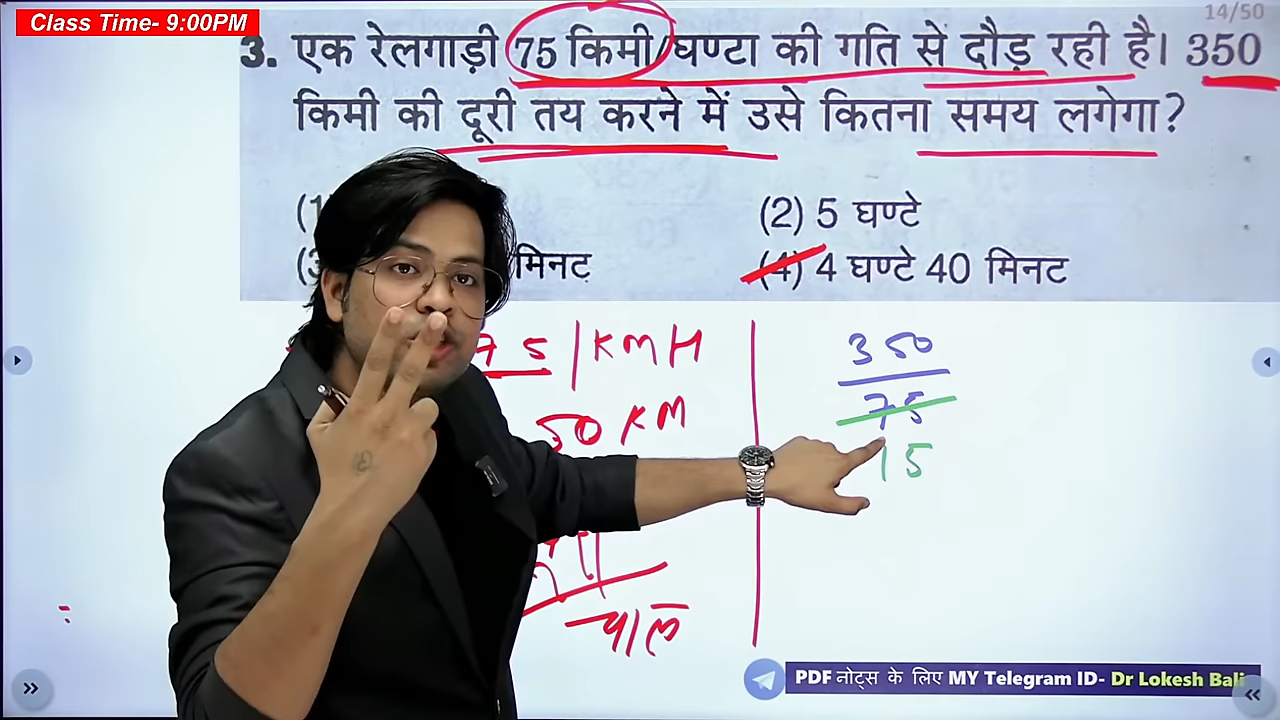 Class Time- 9:00PM
14/50
3. एक रेलगाड़ी 75 किमी/घण्टा की गति से दौड़ रही है। 350
किमी की दूरी तय करने में उसे कितना समय लगेगा?
(2) 5 घण्टे
मिनट
(4) 4 घण्टे 40 मिनट
75 | KMH
50 KM
चाल
350
75
15
PDF नोट्स के लिए MY Telegram ID- Dr Lokesh Bali